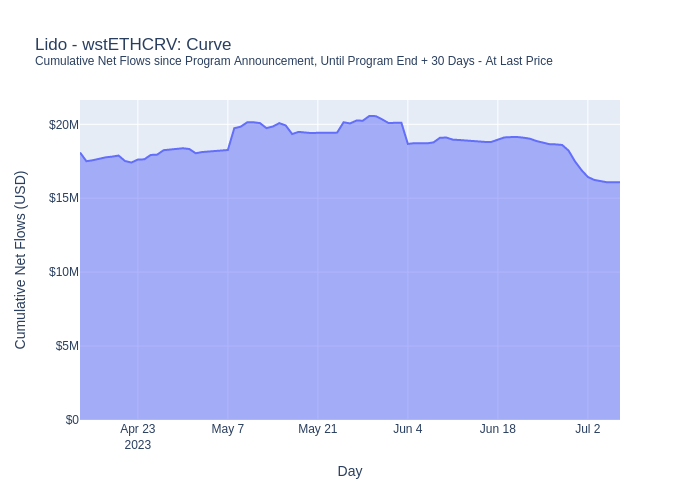 Lido - wstETHCRV: Curve
Cumulative Net Flows since Program Announcement, Until Program End + 30 Days - At Last Price
Cumulative Net Flows (USD)
$20M
$15M
$10M
$5M
$0
Apr 23
2023
May 7
May 21
Jun 4
Jun 18
Jul 2
Day